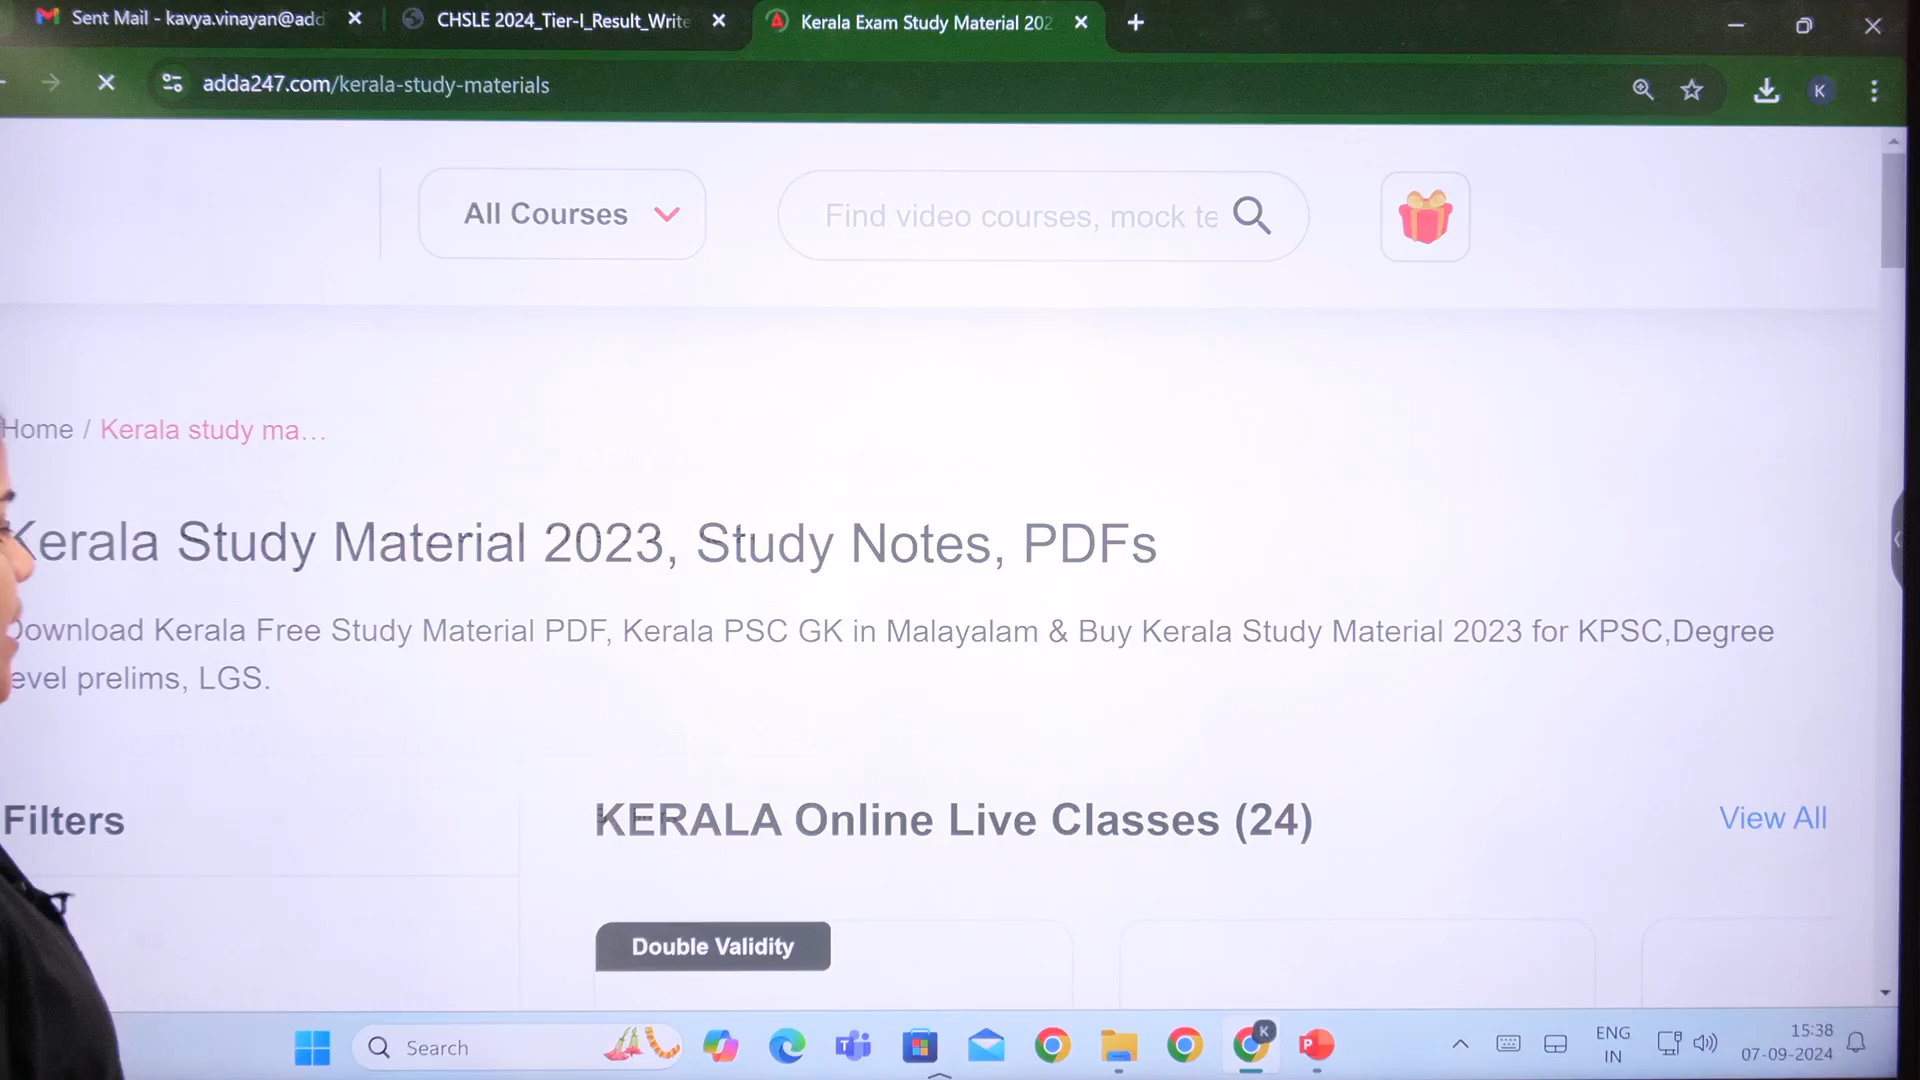 Sent Mail - kavya.vinayan@add
CHSLE 2024_Tier-I_Result_Write
Kerala Exam Study Material 202
adda247.com/kerala-study-materials
K
All Courses
Find video courses, mock te
Home / Kerala study ma...
Kerala Study Material 2023, Study Notes, PDFs
Download Kerala Free Study Material PDF, Kerala PSC GK in Malayalam & Buy Kerala Study Material 2023 for KPSC,Degree
level prelims, LGS.
Filters
KERALA Online Live Classes (24)
View All
Double Validity
Search
K
ENG
IN
15:38
07-09-2024